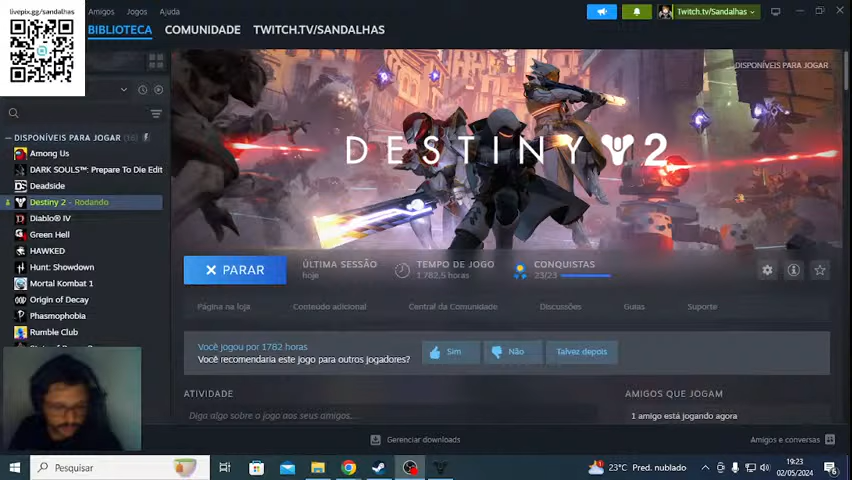 livepix.gg/sandalhas
Amigos Jogos Ajuda
Twitch.tv/SANDALHAS
BIBLIOTECA COMUNIDADE TWITCH.TV/SANDALHAS
DISPONÍVEIS PARA JOGAR
DESTINY 2
DISPONÍVEIS PARA JOGAR (16)
Among Us
DARK SOULS™: Prepare To Die Edit
Deadside
Destiny 2 - Rodando
Diablo® IV
Green Hell
HAWKED
Hunt: Showdown
Mortal Kombat 1
Origin of Decay
Phasmophobia
Rumble Club
PARAR
ÚLTIMA SESSÃO
hoje
TEMPO DE JOGO
1.782,5 horas
CONQUISTAS
23/23
Página na loja Conteúdo adicional Central da Comunidade Discussões Guias Suporte
Você jogou por 1782 horas
Você recomendaria este jogo para outros jogadores?
Sim Não Talvez depois
ATIVIDADE
Diga algo sobre o jogo aos seus amigos...
AMIGOS QUE JOGAM
1 amigo está jogando agora
Gerenciar downloads
Amigos e conversas
Pesquisar
23°C Pred. nublado
19:23
02/05/2024
6